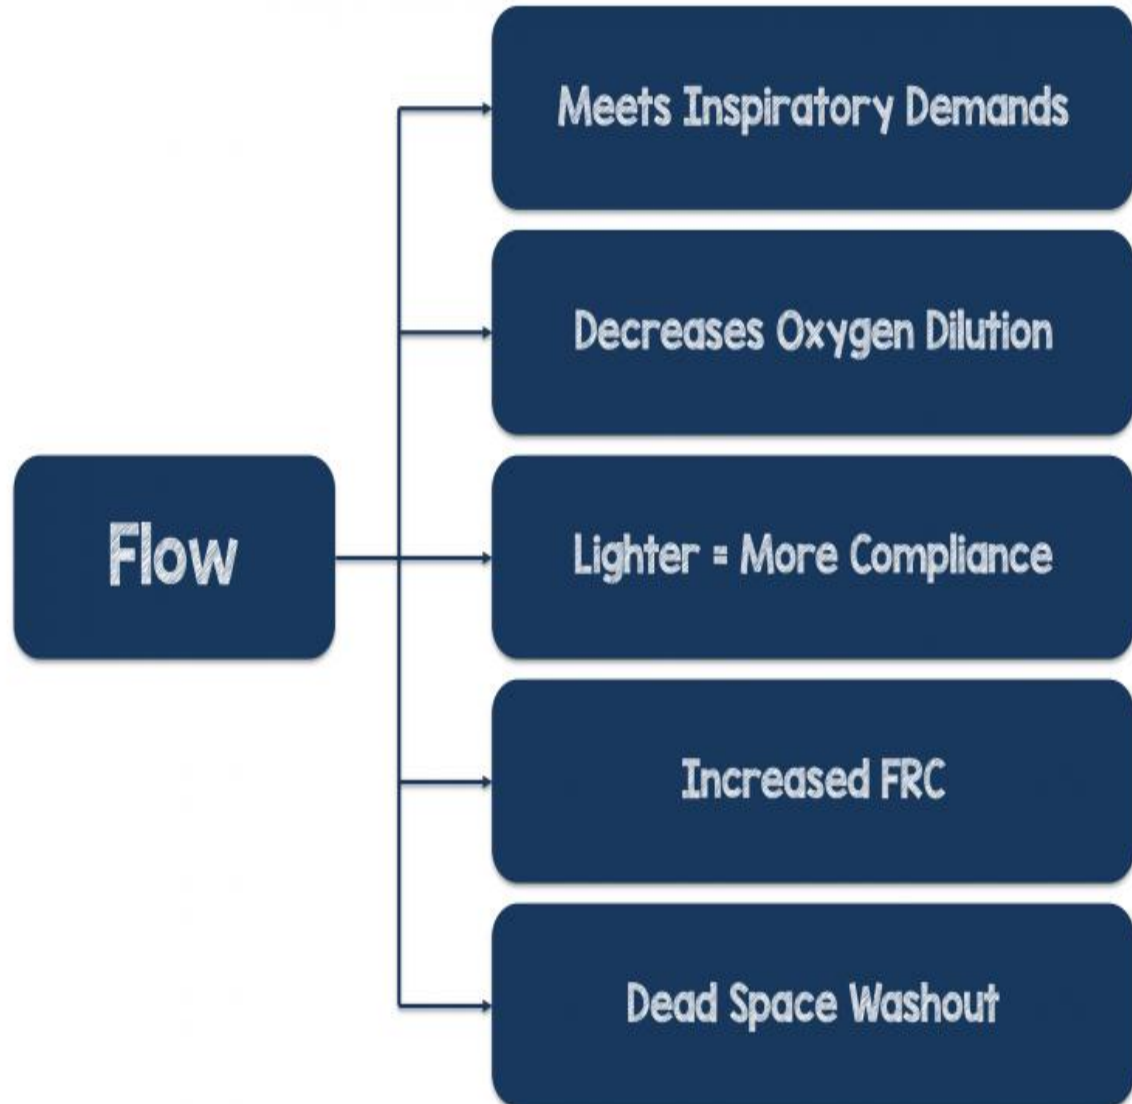 Meets Inspiratory Demands
Decreases Oxygen Dilution
Flow
Lighter = More Compliance
Increased FRC
Dead Space Washout